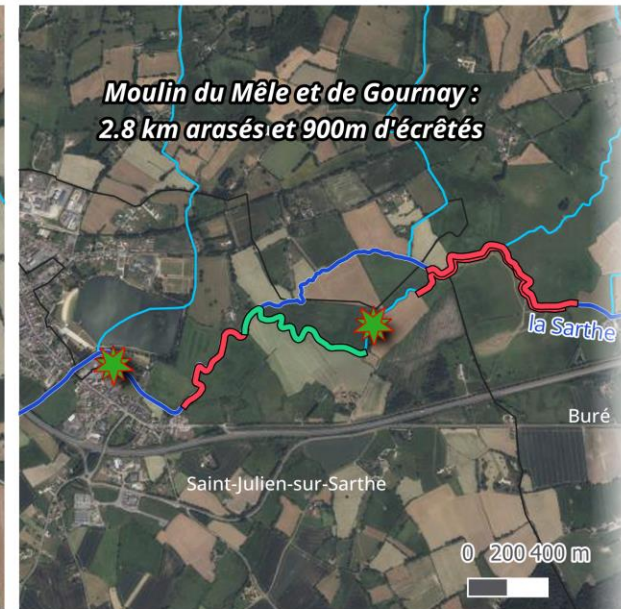 Moulin du Mêle et de Gournay :
2.8 km arasés et 900m d'écrêtés
la Sarthe
Buré
Saint-Julien-sur-Sarthe
0 200 400 m